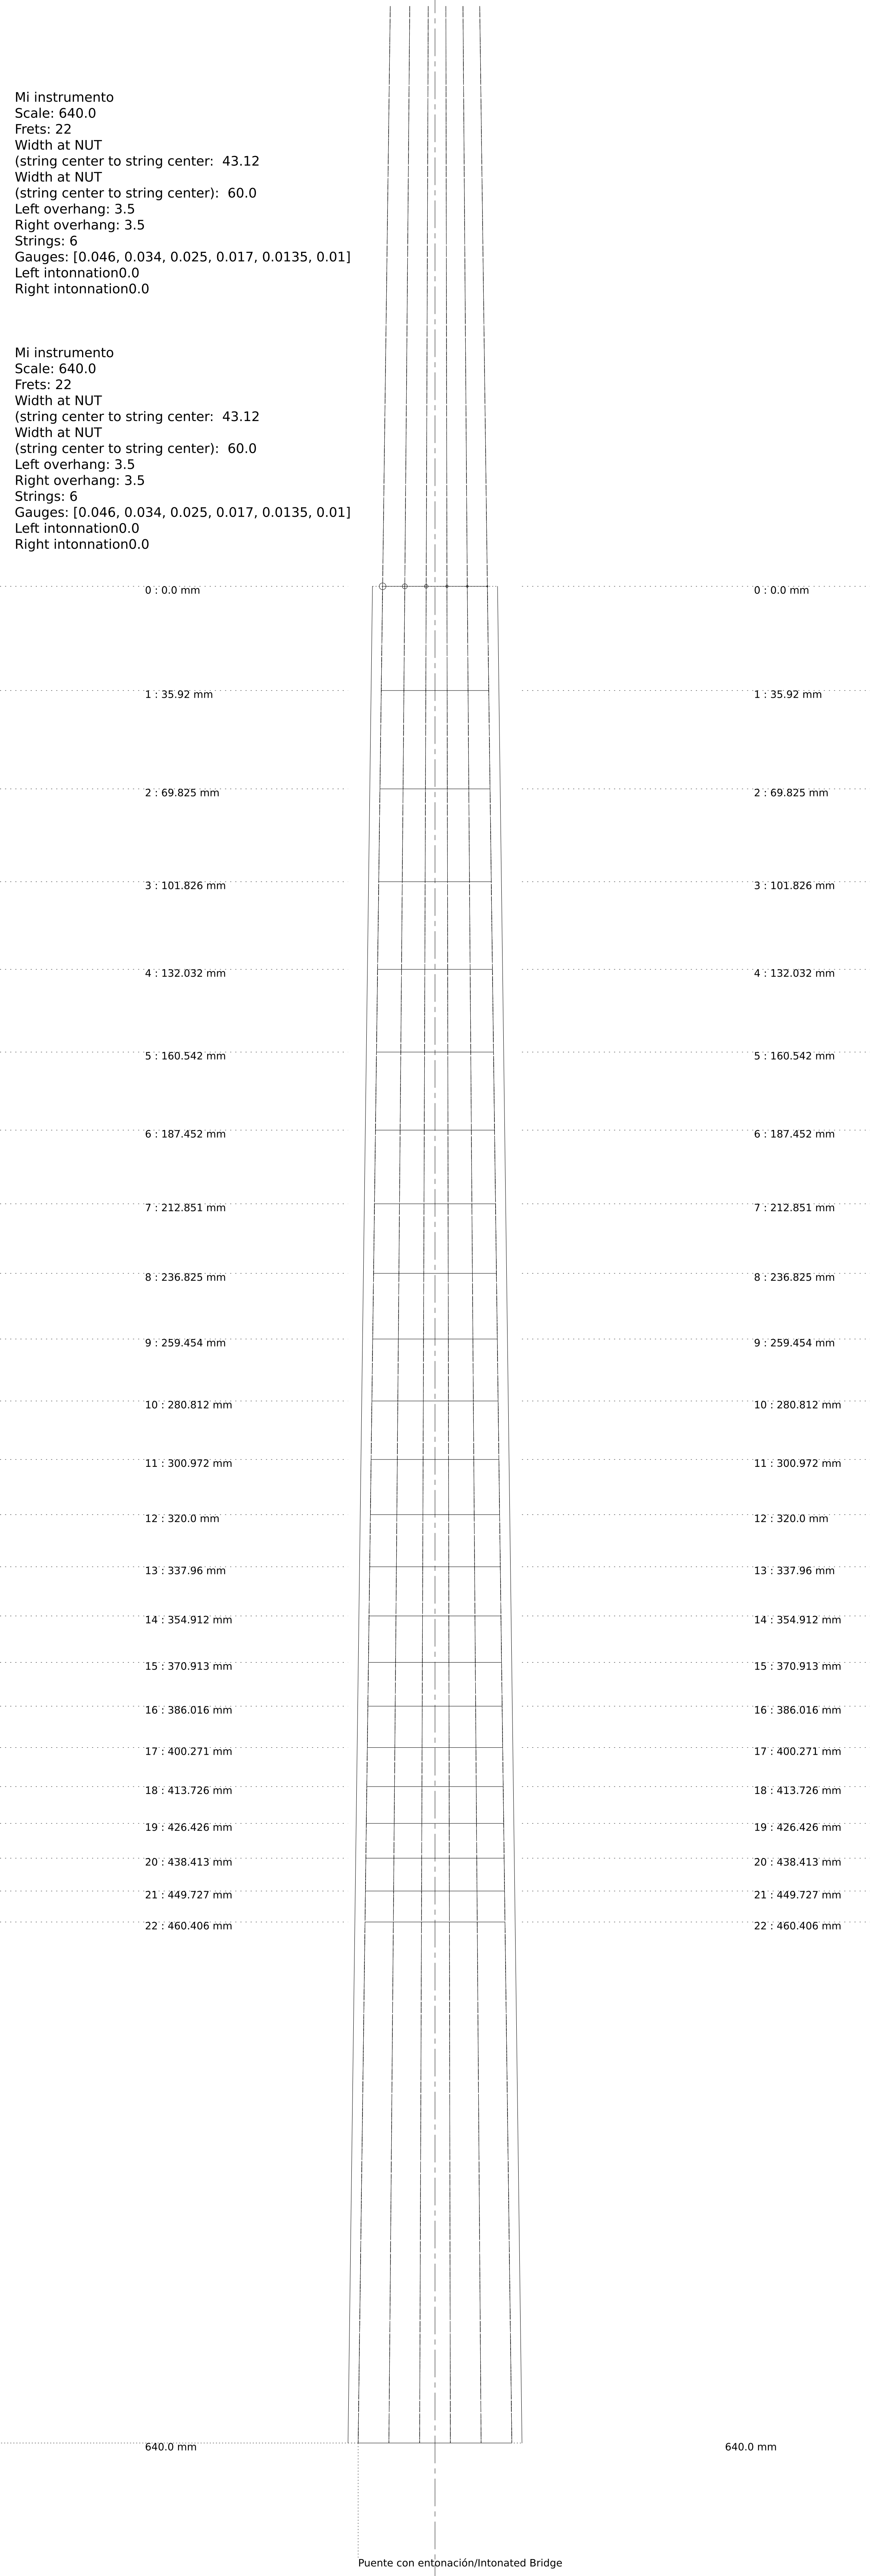 Mi instrumento
Scale: 640.0
Frets: 22
Width at NUT
(string center to string center:  43.12
Width at NUT
(string center to string center):  60.0
Left overhang: 3.5
Right overhang: 3.5
Strings: 6
Gauges: [0.046, 0.034, 0.025, 0.017, 0.0135, 0.01]
Left intonnation0.0
Right intonnation0.0
Mi instrumento
Scale: 640.0
Frets: 22
Width at NUT
(string center to string center:  43.12
Width at NUT
(string center to string center):  60.0
Left overhang: 3.5
Right overhang: 3.5
Strings: 6
Gauges: [0.046, 0.034, 0.025, 0.017, 0.0135, 0.01]
Left intonnation0.0
Right intonnation0.0
0 : 0.0 mm 0 : 0.0 mm
1 : 35.92 mm 1 : 35.92 mm
2 : 69.825 mm 2 : 69.825 mm
3 : 101.826 mm 3 : 101.826 mm
4 : 132.032 mm 4 : 132.032 mm
5 : 160.542 mm 5 : 160.542 mm
6 : 187.452 mm 6 : 187.452 mm
7 : 212.851 mm 7 : 212.851 mm
8 : 236.825 mm 8 : 236.825 mm
9 : 259.454 mm 9 : 259.454 mm
10 : 280.812 mm 10 : 280.812 mm
11 : 300.972 mm 11 : 300.972 mm
12 : 320.0 mm 12 : 320.0 mm
13 : 337.96 mm 13 : 337.96 mm
14 : 354.912 mm 14 : 354.912 mm
15 : 370.913 mm 15 : 370.913 mm
16 : 386.016 mm 16 : 386.016 mm
17 : 400.271 mm 17 : 400.271 mm
18 : 413.726 mm 18 : 413.726 mm
19 : 426.426 mm 19 : 426.426 mm
20 : 438.413 mm 20 : 438.413 mm
21 : 449.727 mm 21 : 449.727 mm
22 : 460.406 mm 22 : 460.406 mm
640.0 mm 640.0 mm
Puente con entonación/Intonated Bridge